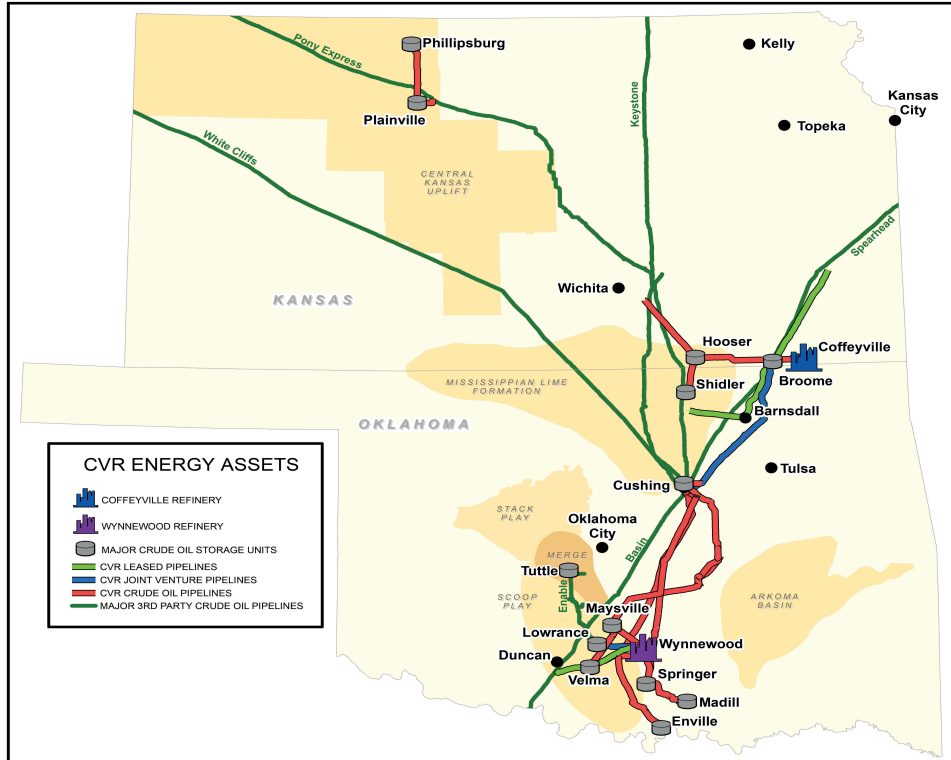 Phillipsburg
Kelly
Pony Express
Kansas
City
Keystone
Plainville
Topeka
White Cliffs
CENTRAL
KANSAS
UPLIFT
Spearhead
Wichita
KANSAS
Hooser
Coffeyville
Shidler
Broome
MISSISSIPPIAN LIME
FORMATION
Barnsdall
OKLAHOMA
CVR ENERGY ASSETS
COFFEYVILLE REFINERY
WYNNEWOOD REFINERY
MAJOR CRUDE OIL STORAGE UNITS
CVR LEASED PIPELINES
CVR JOINT VENTURE PIPELINES
CVR CRUDE OIL PIPELINES
MAJOR 3RD PARTY CRUDE OIL PIPELINES
Tulsa
Cushing
STACK
PLAY
Oklahoma
City
Basin
MERGE
Tuttle
Enable
SCOOP
PLAY
Maysville
ARKOMA
BASIN
Lowrance
Wynnewood
Duncan
Velma
Springer
Madill
Enville